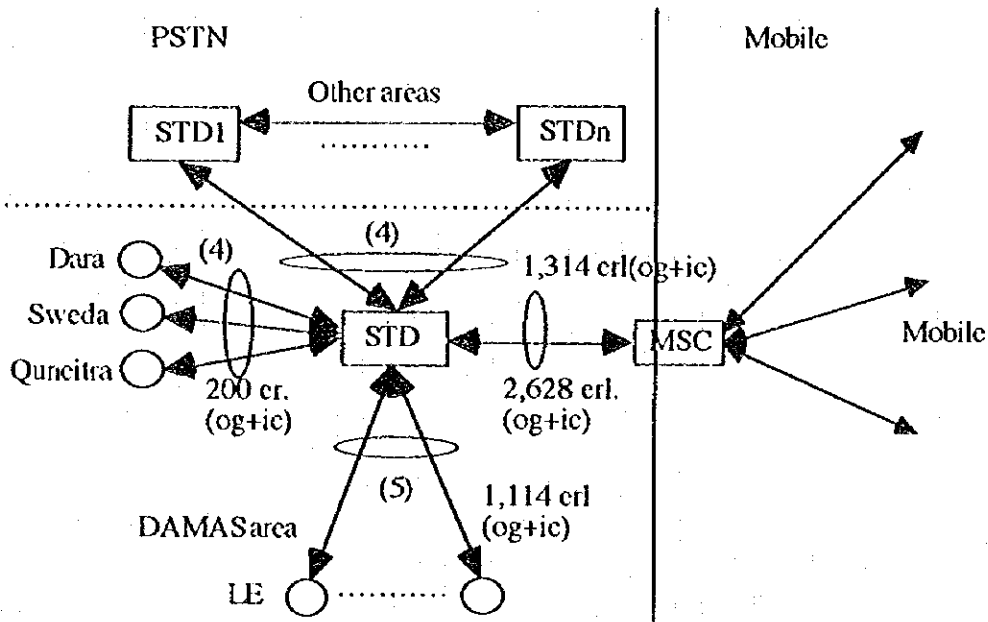 PSTN
Mobile
Other areas
STD1
STDn
..........
(4)
(4)
1,314 erl(og+ic)
Dara
Sweda
Quneitra
STD
MSC
Mobile
200 er.
(og+ic)
2,628 erl.
(og+ic)
(5)
1,114 erl
(og+ic)
DAMAS area
LE
..........